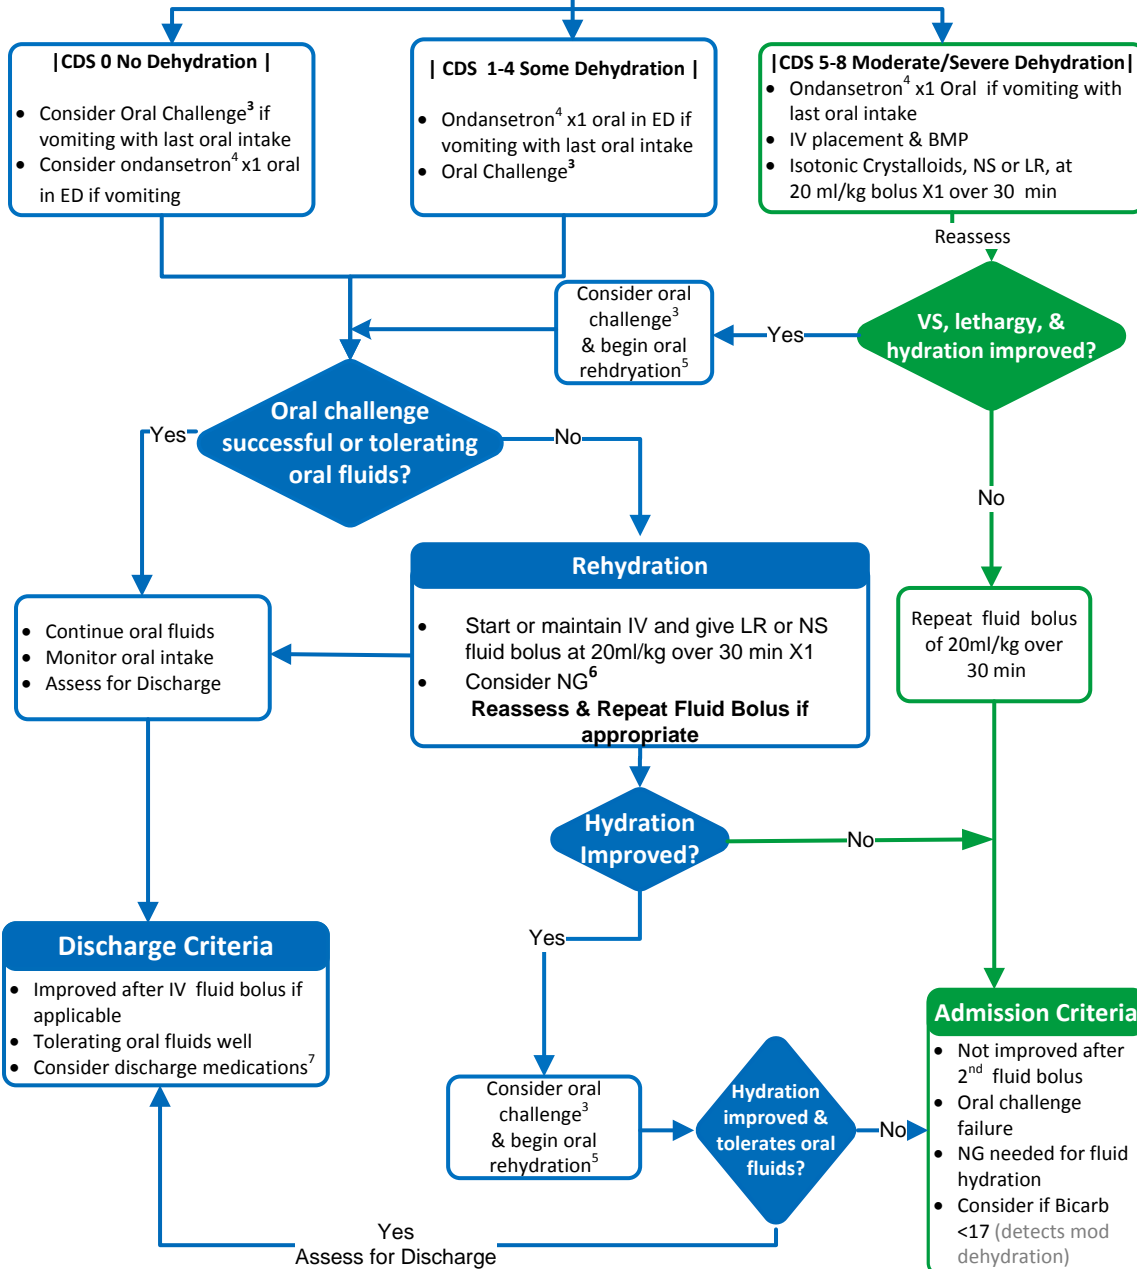 |CDS 0 No Dehydration |
• Consider Oral Challenge³ if
vomiting with last oral intake
• Consider ondansetron⁴ x1 oral
in ED if vomiting
| CDS 1-4 Some Dehydration |
• Ondansetron⁴ x1 oral in ED if
vomiting with last oral intake
• Oral Challenge³
|CDS 5-8 Moderate/Severe Dehydration|
• Ondansetron⁴ x1 Oral if vomiting with
last oral intake
• IV placement & BMP
• Isotonic Crystalloids, NS or LR, at
20 ml/kg bolus X1 over 30 min
Reassess
VS, lethargy, &
hydration improved?
Yes
Consider oral
challenge³
& begin oral
rehdryation⁵
Oral challenge
successful or tolerating
oral fluids?
Yes
No
No
Rehydration
• Start or maintain IV and give LR or NS
fluid bolus at 20ml/kg over 30 min X1
• Consider NG⁶
Reassess & Repeat Fluid Bolus if
appropriate
• Continue oral fluids
• Monitor oral intake
• Assess for Discharge
Repeat fluid bolus
of 20ml/kg over
30 min
Hydration
Improved?
No
Yes
Discharge Criteria
• Improved after IV fluid bolus if
applicable
• Tolerating oral fluids well
• Consider discharge medications⁷
Consider oral
challenge³
& begin oral
rehydration⁵
Hydration
improved &
tolerates oral
fluids?
No
Yes
Assess for Discharge
Admission Criteria
• Not improved after
2ⁿᵈ fluid bolus
• Oral challenge
failure
• NG needed for fluid
hydration
• Consider if Bicarb
<17 (detects mod
dehydration)